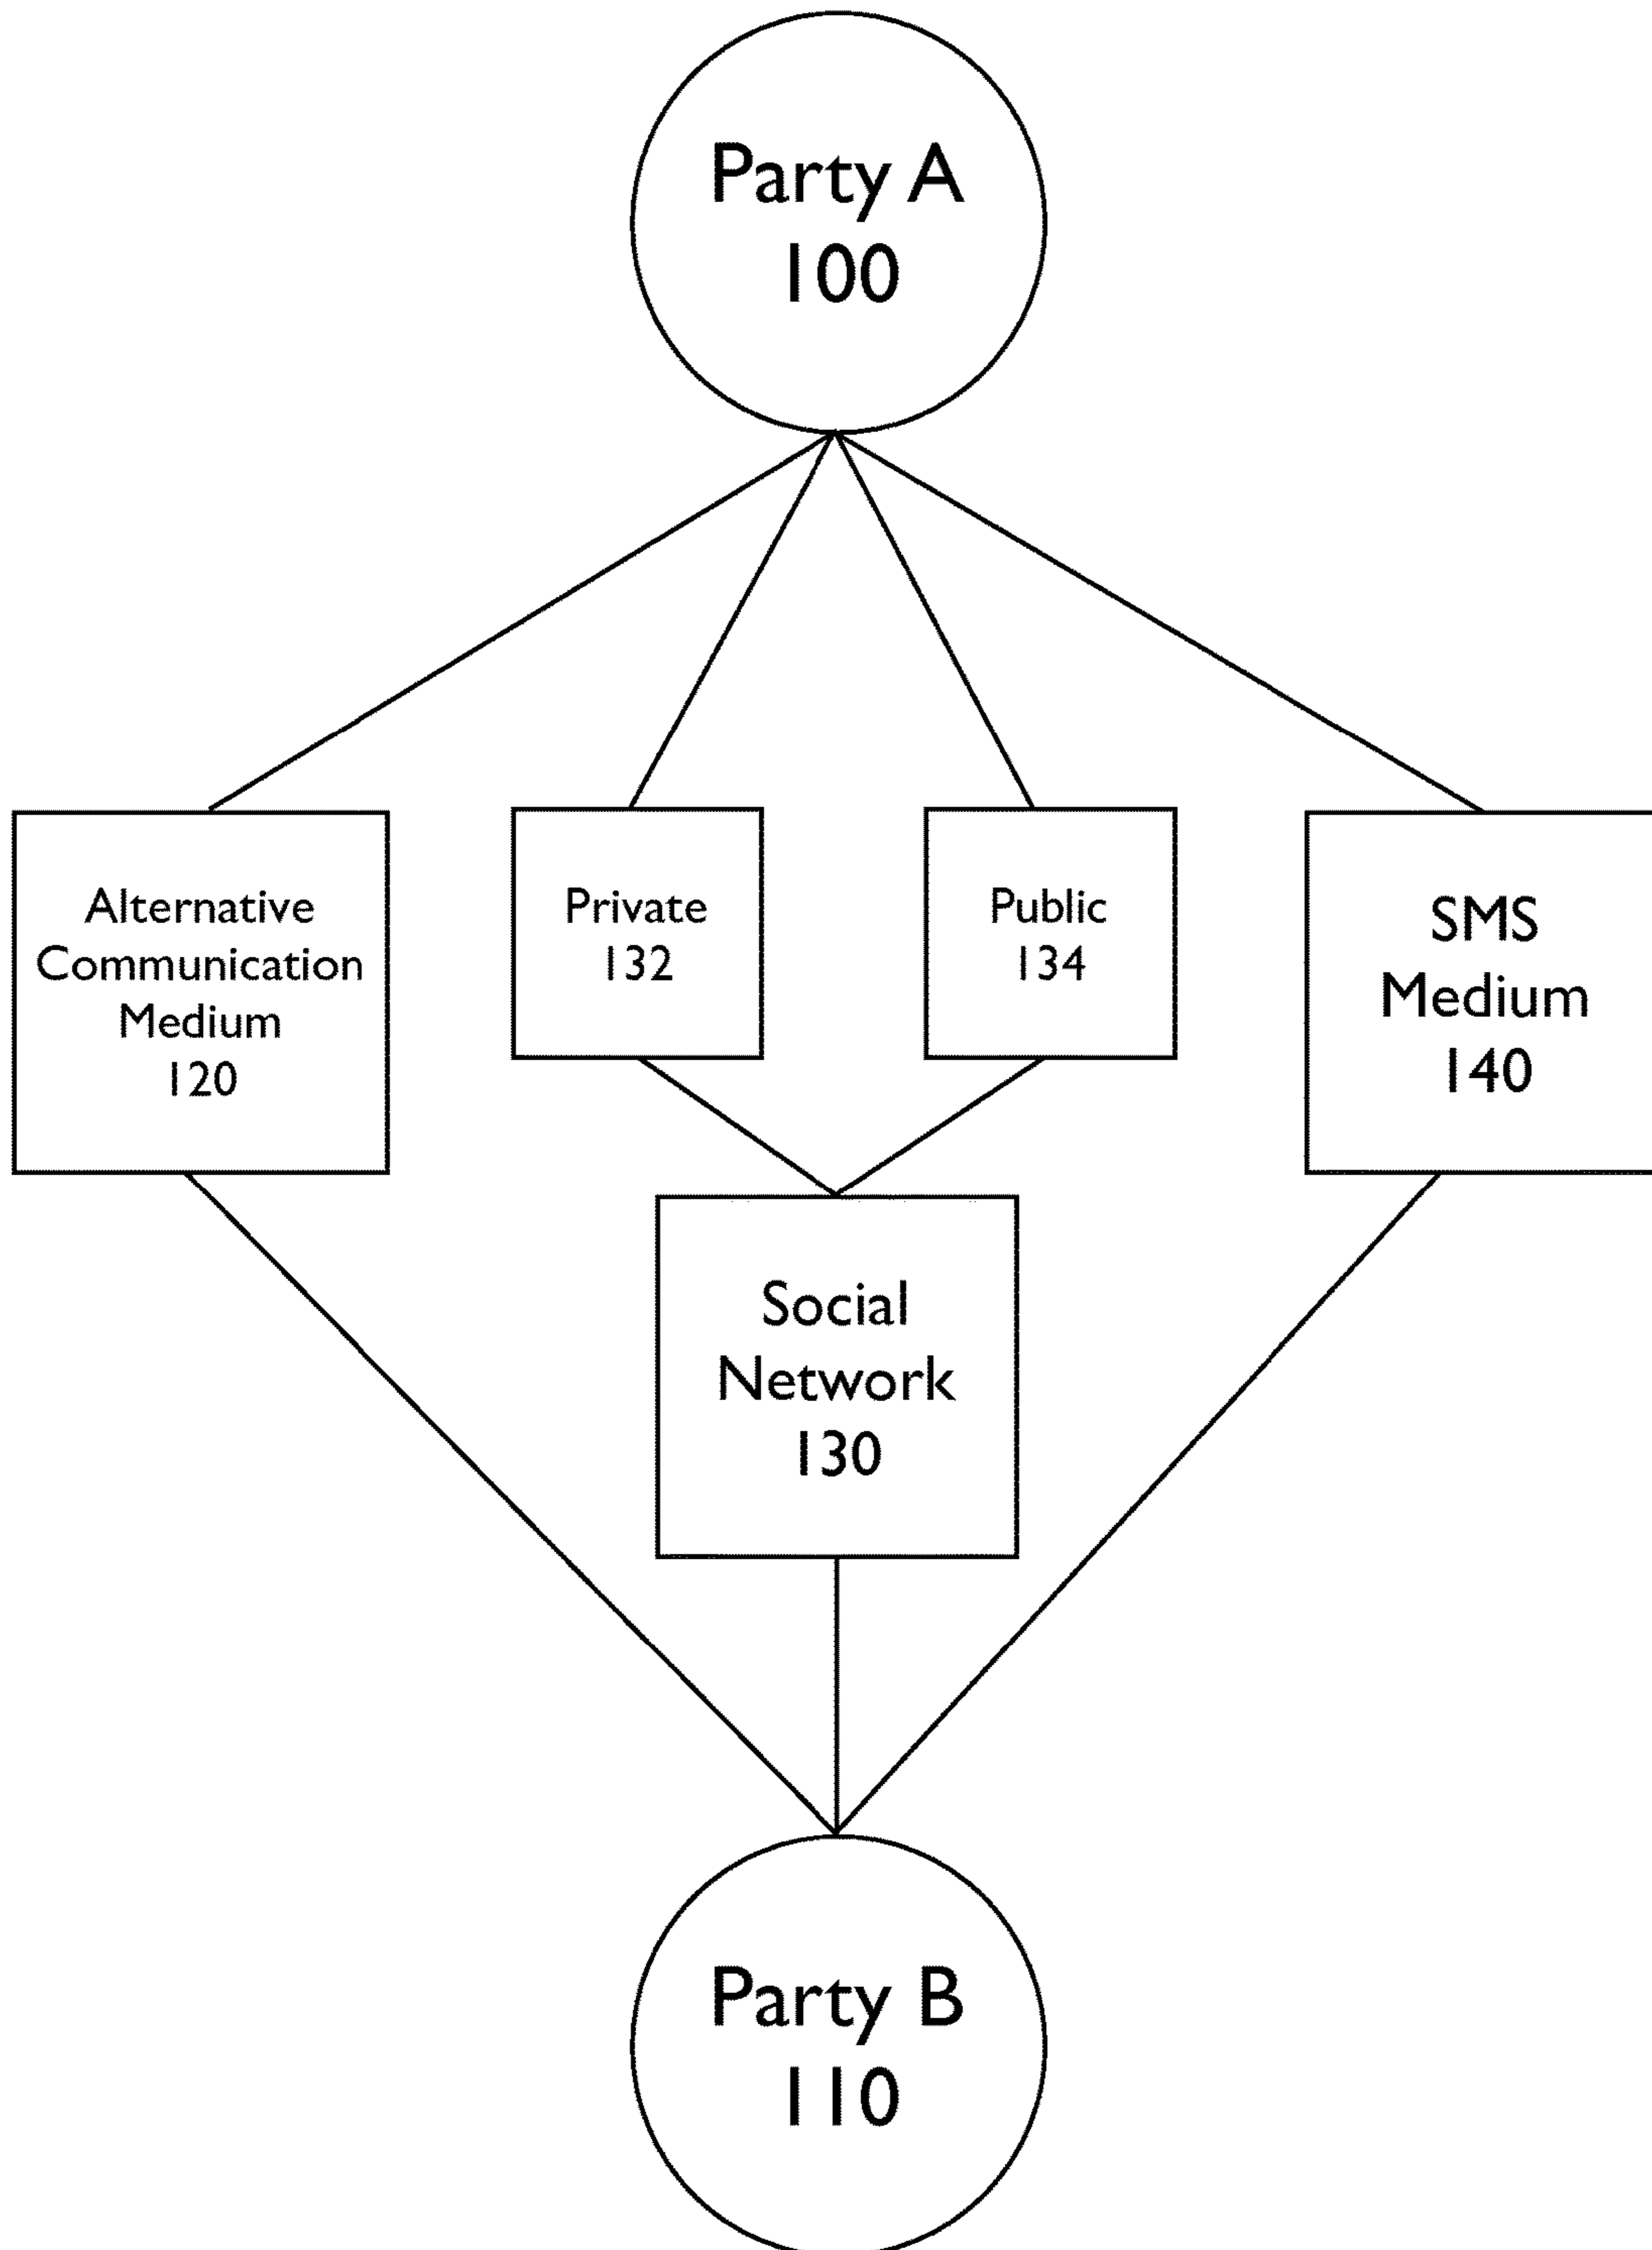 Party A
100
Alternative
Communication
Medium
120
Private
132
Public
134
SMS
Medium
140
Social
Network
130
Party B
110